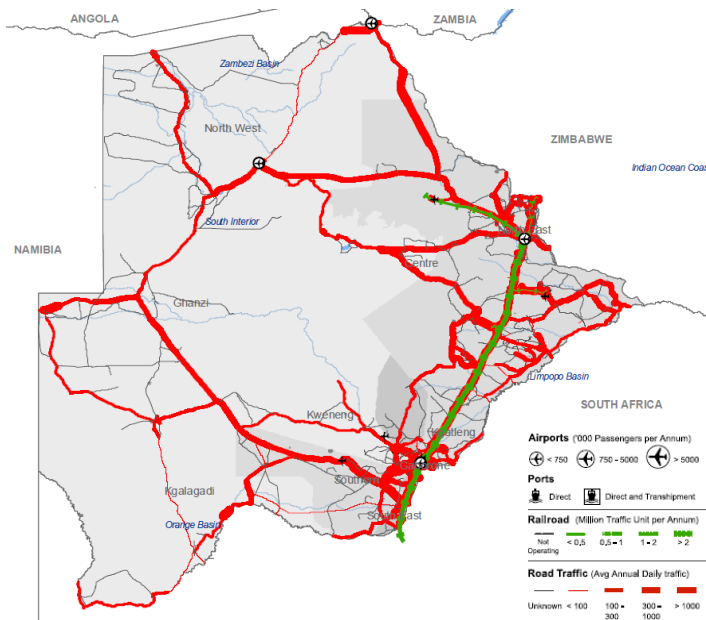 ANGOLA
ZAMBIA
Zambezi Basin
North West
ZIMBABWE
Indian Ocean Coas
South Interior
North East
NAMIBIA
Centre
Ghanzi
Limpopo Basin
SOUTH AFRICA
Kweneng
Kgatleng
Gaborone
Southern
Kgalagadi
South East
Orange Basin
Airports ('000 Passengers per Annum)
< 750 750 - 5000 > 5000
Ports
Direct Direct and Transhipment
Railroad (Million Traffic Unit per Annum)
Not Operating < 0,5 0,5 - 1 1 - 2 > 2
Road Traffic (Avg Annual Daily traffic)
Unknown < 100 100 - 300 300 - 1000 > 1000